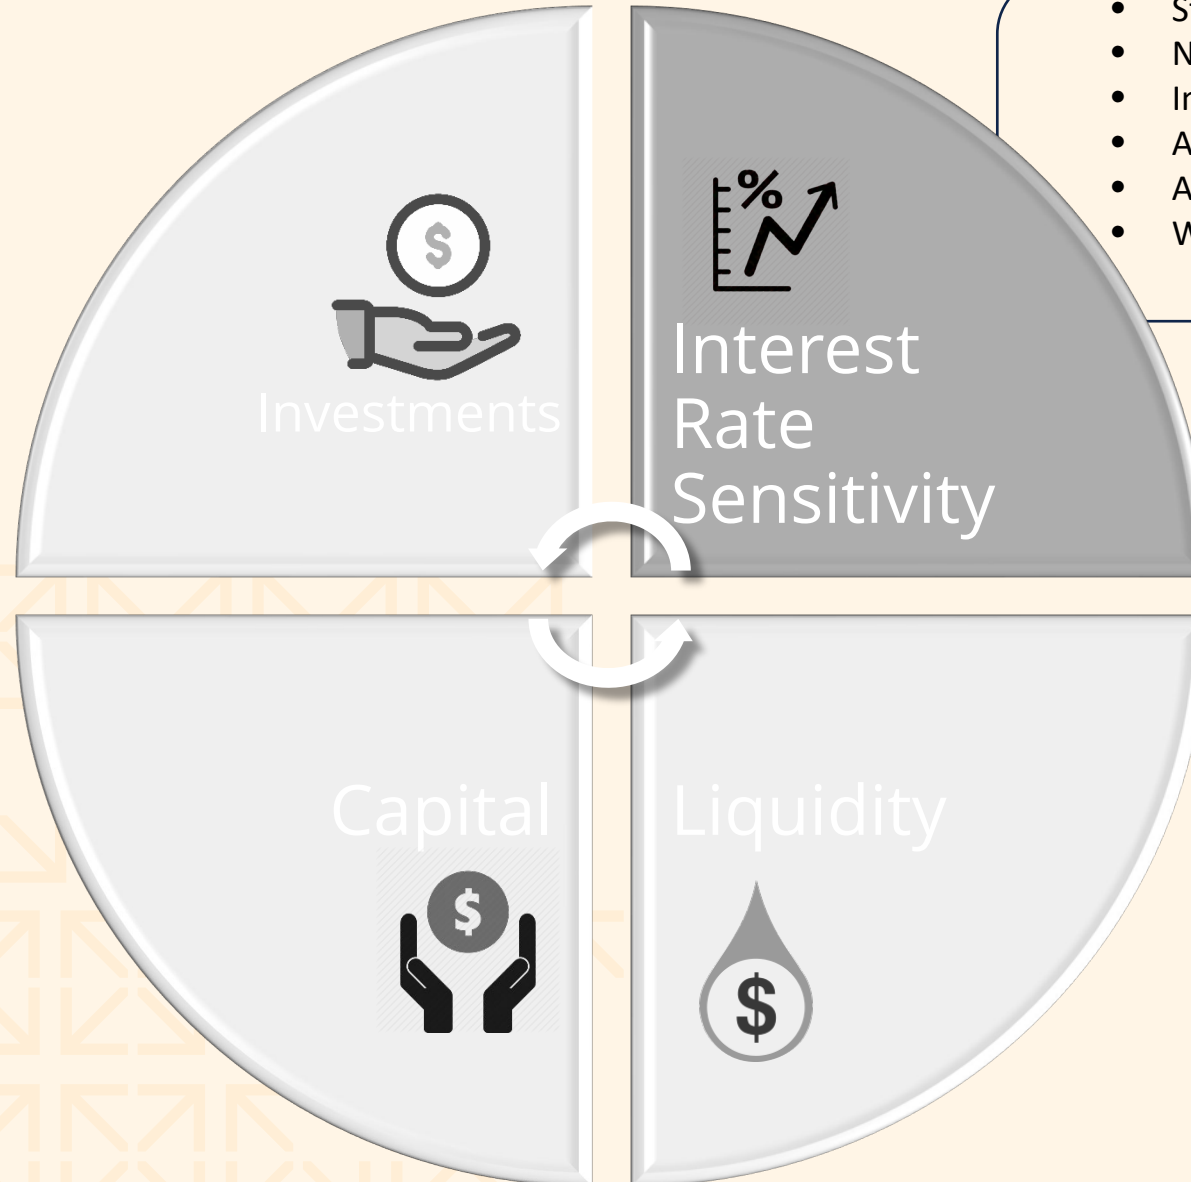 Investments
%
Interest
Rate
Sensitivity
$
Capital
Liquidity
$
$